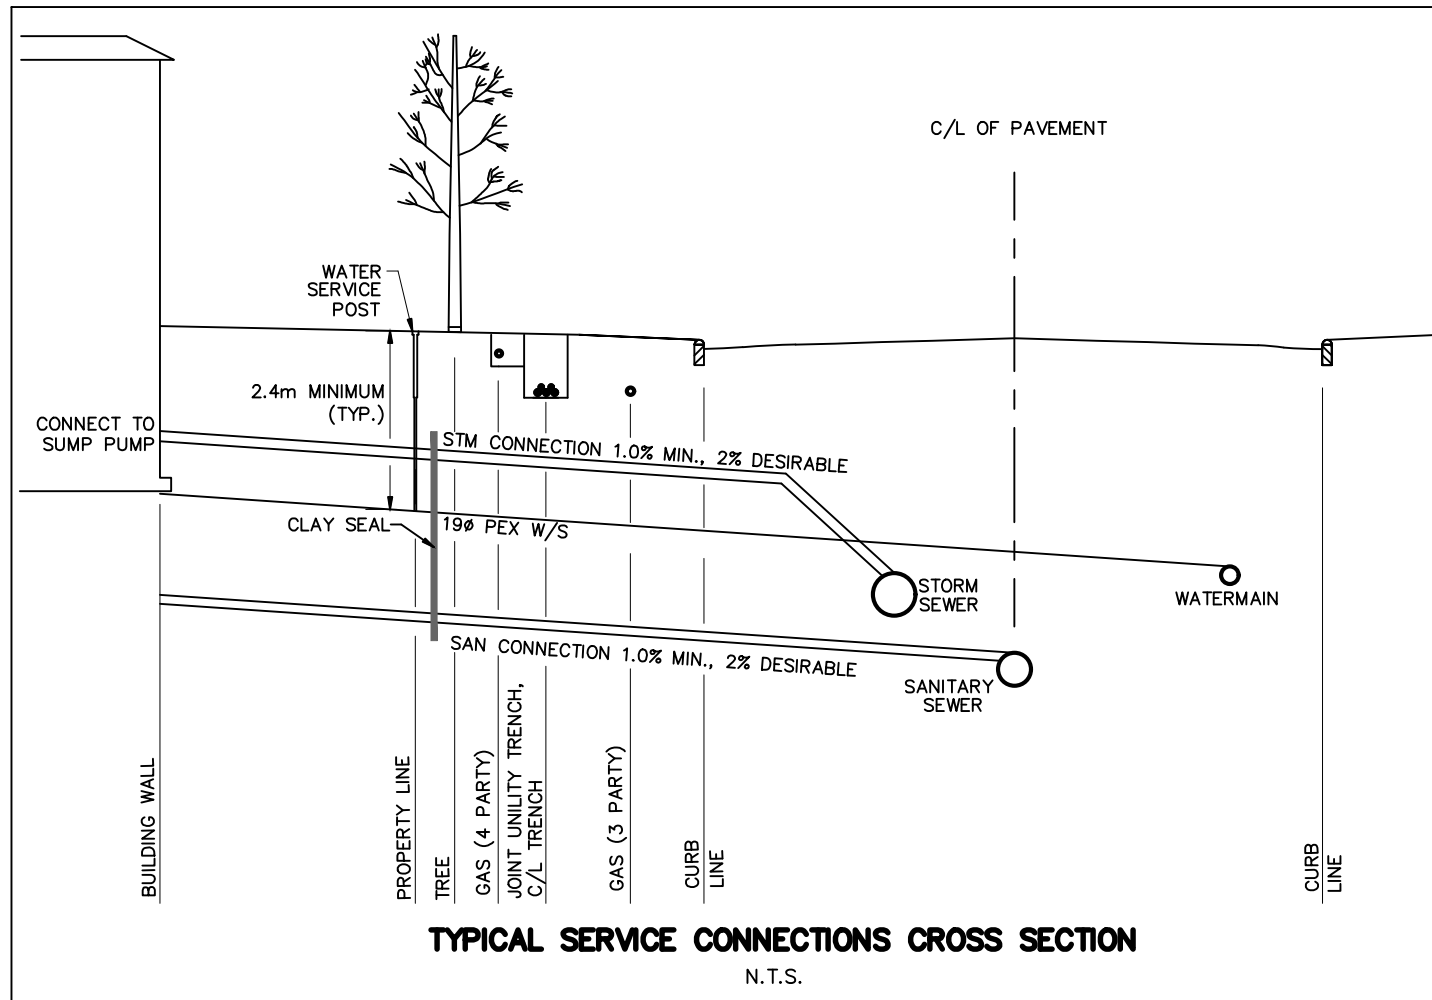 C/L OF PAVEMENT
WATER
SERVICE
POST
2.4m MINIMUM
(TYP.)
CONNECT TO
SUMP PUMP
STM CONNECTION 1.0% MIN., 2% DESIRABLE
CLAY SEAL
19ø PEX W/S
STORM
SEWER
WATERMAIN
SAN CONNECTION 1.0% MIN., 2% DESIRABLE
SANITARY
SEWER
BUILDING WALL
PROPERTY LINE
TREE
GAS (4 PARTY)
JOINT UNILITY TRENCH,
C/L TRENCH
GAS (3 PARTY)
CURB
LINE
CURB
LINE
TYPICAL SERVICE CONNECTIONS CROSS SECTION
N.T.S.